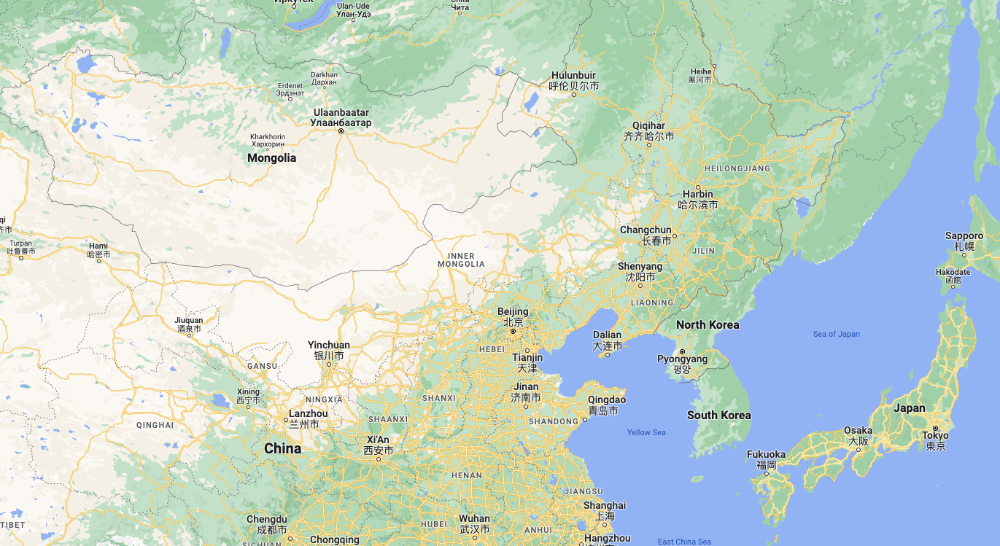 Иркутск
Ulan-Ude
Улан-Удэ
Чита
Hulunbuir
呼伦贝尔市
Heihe
黑河市
Darkhan
Дархан
Erdenet
Эрдэнэт
Ulaanbaatar
Улаанбаатар
Qiqihar
齐齐哈尔市
Kharkhorin
Хархорин
Mongolia
HEILONGJIANG
Harbin
哈尔滨市
qi
齐市
Turpan
吐鲁番市
Hami
哈密市
Changchun
长春市
JILIN
Sapporo
札幌
INNER
MONGOLIA
Shenyang
沈阳市
Hakodate
函館
LIAONING
Beijing
北京
North Korea
Jiuquan
酒泉市
Dalian
大连市
Sea of Japan
Yinchuan
银川市
HEBEI
Tianjin
天津
Pyongyang
평양
GANSU
Jinan
济南市
Xining
西宁市
NINGXIA
SHANXI
Qingdao
青岛市
Japan
Lanzhou
兰州市
SHAANXI
SHANDONG
South Korea
QINGHAI
Yellow Sea
Osaka
大阪
Tokyo
東京
Xi'An
西安市
China
Fukuoka
福岡
HENAN
JIANGSU
Shanghai
上海
TIBET
Chengdu
成都市
Wuhan
武汉市
HUBEI
ANHUI
Chongqing
Hangzhou
East China Sea
SICHUAN